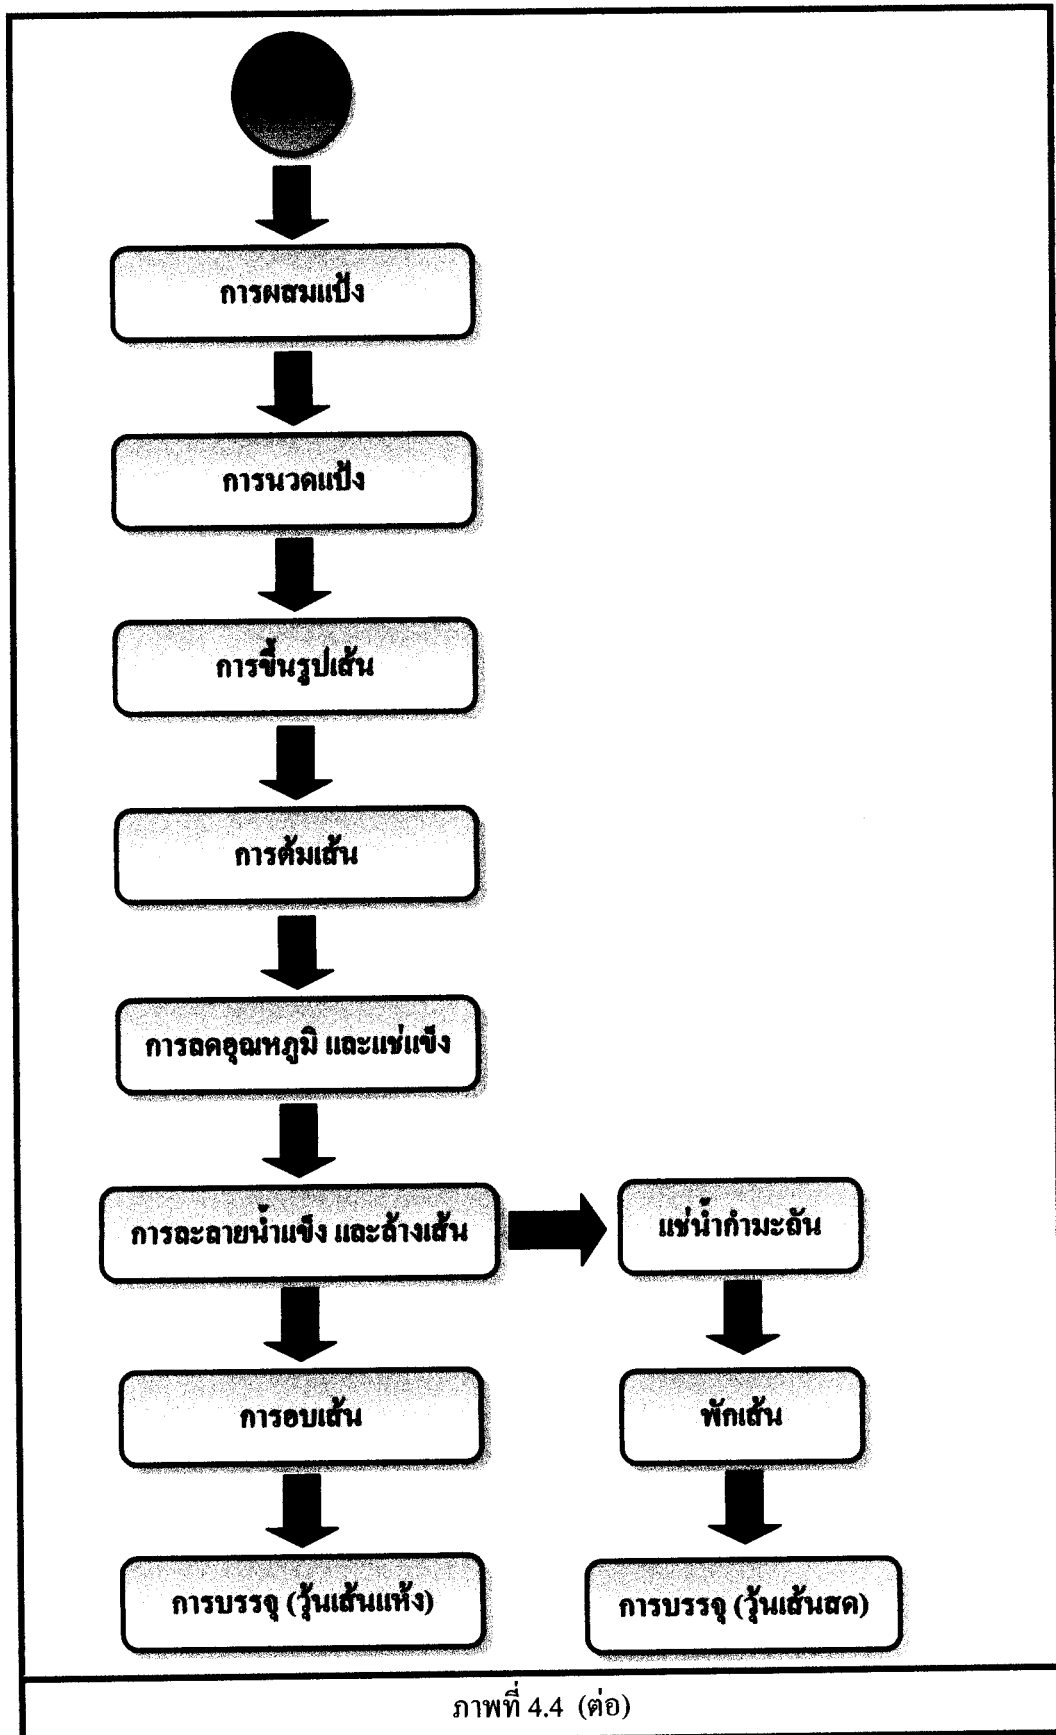 การผสมแป้ง
การนวดแป้ง
การขึ้นรูปเส้น
การต้มเส้น
การลดอุณหภูมิ และแช่แข็ง
การละลายน้ำแข็ง และล้างเส้น
แช่น้ำกำมะถัน
การอบเส้น
พักเส้น
การบรรจุ (วุ้นเส้นแห้ง)
การบรรจุ (วุ้นเส้นสด)
ภาพที่ 4.4 (ต่อ)